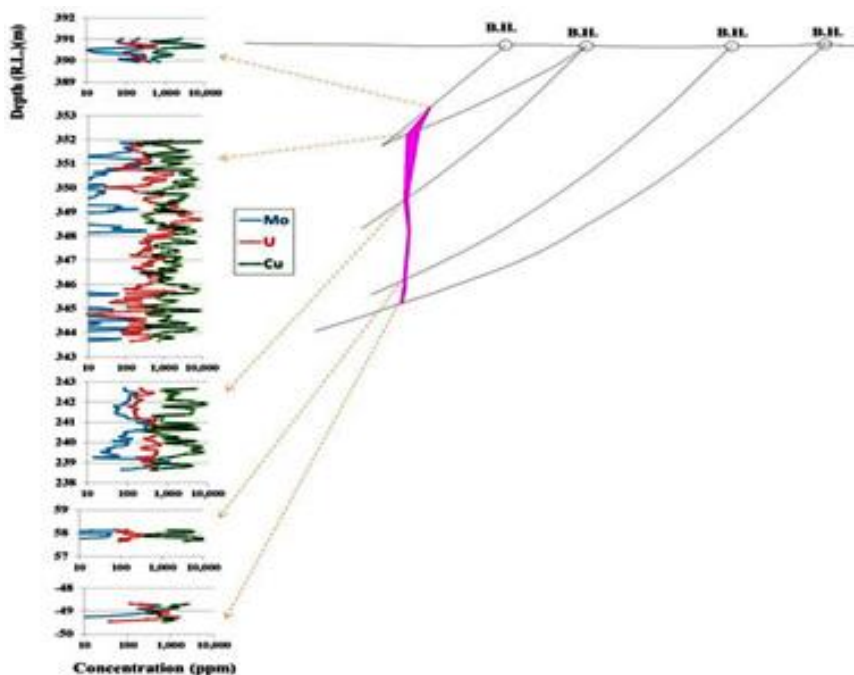 Depth (R.L.)(m)
392
391
390
389
10 100 1,000 10,000
353
352
351
350
349
348
347
346
345
344
343
10 100 1,000 10,000
Mo
U
Cu
243
242
241
240
239
238
10 100 1,000 10,000
59
58
57
10 100 1,000 10,000
-48
-49
-50
10 100 1,000 10,000
Concentration (ppm)
B.H. B.H. B.H. B.H.